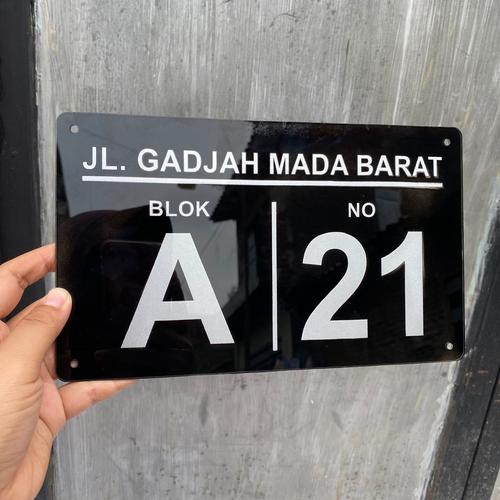 JL. GADJAH MADA BARAT
BLOK NO
A 21